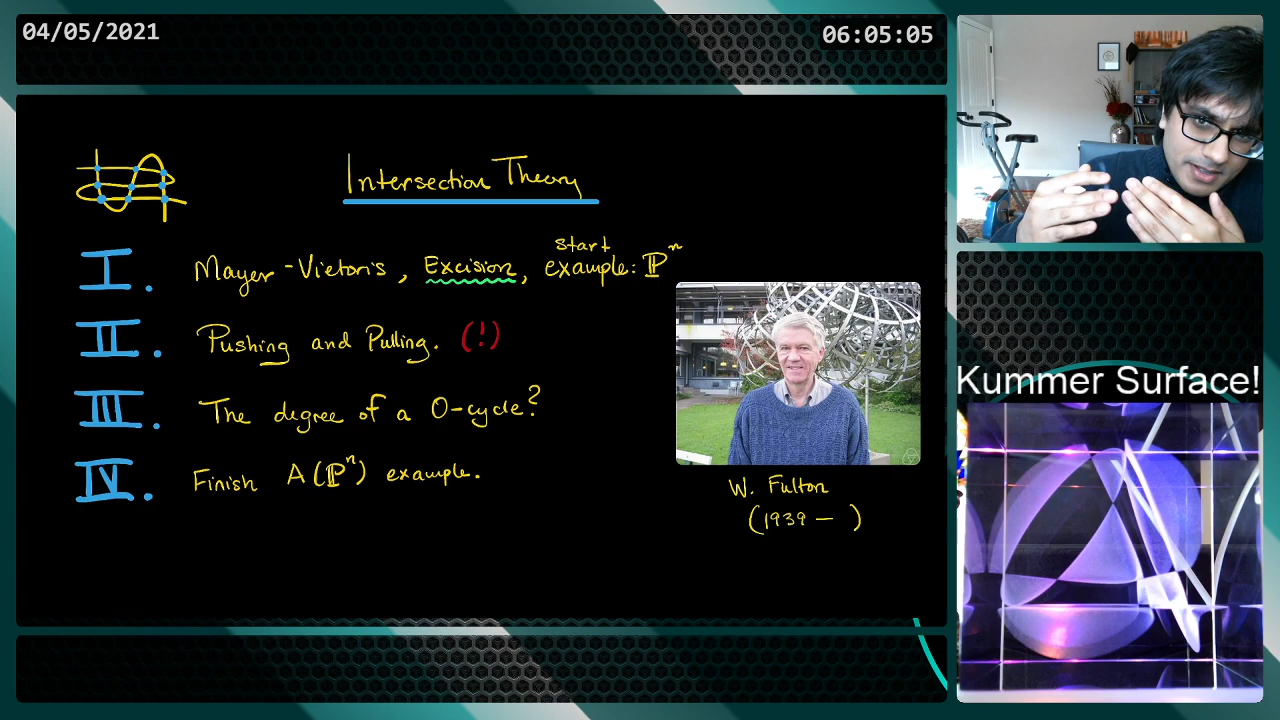 04/05/2021
06:05:05
Intersection Theory
I. Mayer-Vietoris, Excision, start example: ℙⁿ
II. Pushing and Pulling. (!)
III. The degree of a 0-cycle?
IV. Finish A(ℙⁿ) example.
W. Fulton
(1939 – )
Kummer Surface!